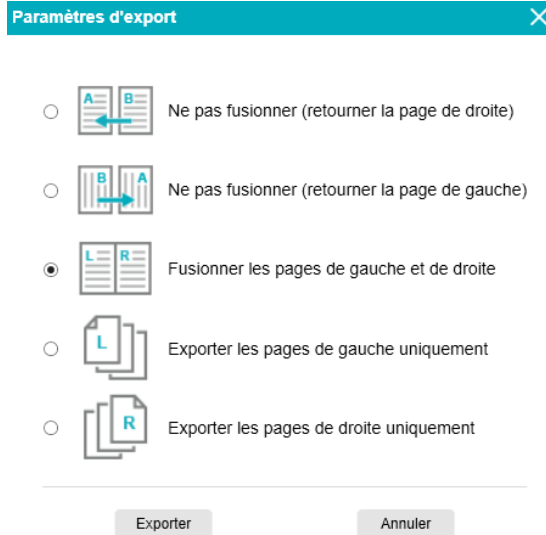 Paramètres d'export
A B
Ne pas fusionner (retourner la page de droite)
B A
Ne pas fusionner (retourner la page de gauche)
L R
Fusionner les pages de gauche et de droite
L
Exporter les pages de gauche uniquement
R
Exporter les pages de droite uniquement
Exporter
Annuler